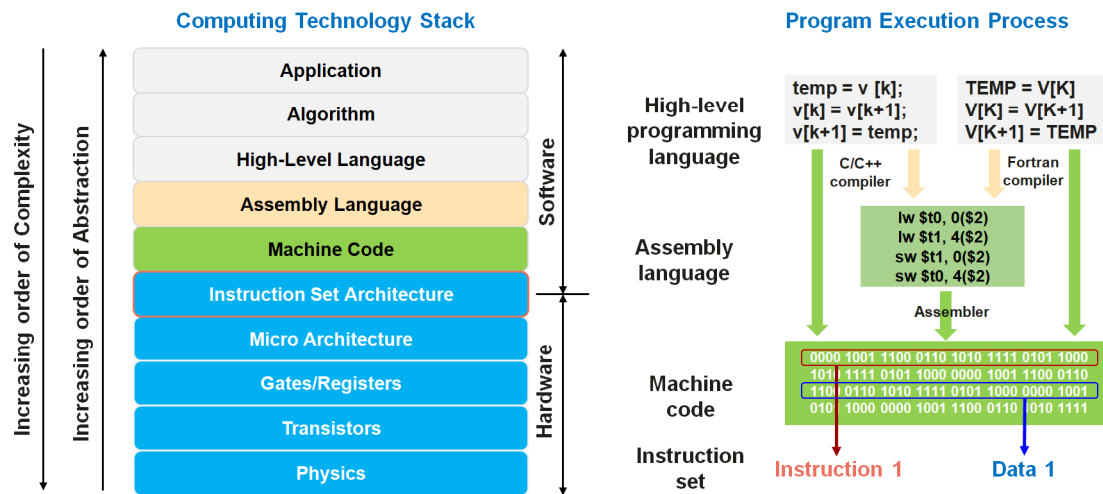 Computing Technology Stack
Increasing order of Complexity
Increasing order of Abstraction
Application
Algorithm
High-Level Language
Assembly Language
Machine Code
Instruction Set Architecture
Micro Architecture
Gates/Registers
Transistors
Physics
Software
Hardware
Program Execution Process
High-level
programming
language
temp = v [k];
v[k] = v[k+1];
v[k+1] = temp;
TEMP = V[K]
V[K] = V[K+1]
V[K+1] = TEMP
C/C++
compiler
Fortran
compiler
Assembly
language
lw $t0, 0($2)
lw $t1, 4($2)
sw $t1, 0($2)
sw $t0, 4($2)
Assembler
Machine
code
0000 1001 1100 0110 1010 1111 0101 1000
1010 1111 0101 1000 0000 1001 1100 0110
1100 0110 1010 1111 0101 1000 0000 1001
0101 1000 0000 1001 1100 0110 1010 1111
Instruction
set
Instruction 1
Data 1